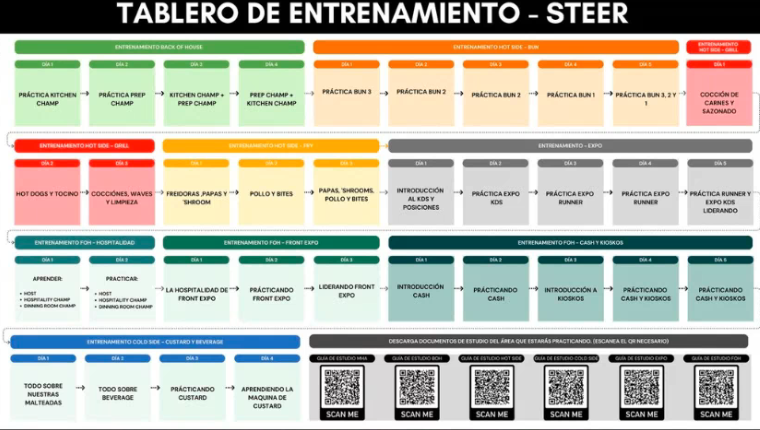 TABLERO DE ENTRENAMIENTO - STEER
ENTRENAMIENTO BACK OF HOUSE
DÍA 1
PRÁCTICA KITCHEN
CHAMP
DÍA 2
PRÁCTICA PREP
CHAMP
DÍA 3
KITCHEN CHAMP +
PREP CHAMP
DÍA 4
PREP CHAMP +
KITCHEN CHAMP
ENTRENAMIENTO HOT SIDE - BUN
DÍA 1
PRÁCTICA BUN 3
DÍA 2
PRÁCTICA BUN 2
DÍA 3
PRÁCTICA BUN 2
DÍA 4
PRÁCTICA BUN 1
DÍA 5
PRÁCTICA BUN 3, 2 Y
1
ENTRENAMIENTO
HOT SIDE - GRILL
DÍA 1
COCCIÓN DE
CARNES Y
SAZONADO
ENTRENAMIENTO HOT SIDE - GRILL
DÍA 2
HOT DOGS Y TOCINO
DÍA 3
COCCIÓNES, WAVES
Y LIMPIEZA
ENTRENAMIENTO HOT SIDE - FRY
DÍA 1
FREIDORAS ,PAPAS Y
'SHROOM
DÍA 2
POLLO Y BITES
DÍA 3
PAPAS, 'SHROOMS,
POLLO Y BITES
ENTRENAMIENTO - EXPO
DÍA 1
INTRODUCCIÓN
AL KDS Y
POSICIONES
DÍA 2
PRÁCTICA EXPO
KDS
DÍA 3
PRÁCTICA EXPO
RUNNER
DÍA 4
PRÁCTICA EXPO
RUNNER
DÍA 5
PRÁCTICA RUNNER Y
EXPO KDS
LIDERANDO
ENTRENAMIENTO FOH - HOSPITALIDAD
DÍA 1
APRENDER:
• HOST
• HOSPITALITY CHAMP
• DINNING ROOM CHAMP
DÍA 2
PRACTICAR:
• HOST
• HOSPITALITY CHAMP
• DINNING ROOM CHAMP
ENTRENAMIENTO FOH - FRONT EXPO
DÍA 1
LA HOSPITALIDAD DE
FRONT EXPO
DÍA 2
PRÁCTICANDO
FRONT EXPO
DÍA 3
LIDERANDO FRONT
EXPO
ENTRENAMIENTO FOH - CASH Y KIOSKOS
DÍA 1
INTRODUCCIÓN
CASH
DÍA 2
PRÁCTICANDO
CASH
DÍA 3
INTRODUCCIÓN A
KIOSKOS
DÍA 4
PRÁCTICANDO
CASH Y KIOSKOS
DÍA 5
PRÁCTICANDO
CASH Y KIOSKOS
ENTRENAMIENTO COLD SIDE - CUSTARD Y BEVERAGE
DÍA 1
TODO SOBRE
NUESTRAS
MALTEADAS
DÍA 2
TODO SOBRE
BEVERAGE
DÍA 3
PRÁCTICANDO
CUSTARD
DÍA 4
APRENDIENDO LA
MAQUINA DE
CUSTARD
DESCARGA DOCUMENTOS DE ESTUDIO DEL ÁREA QUE ESTARÁS PRACTICANDO. (ESCANEA EL QR NECESARIO)
GUÍA DE ESTUDIO MHA
SCAN ME
GUÍA DE ESTUDIO BOH
SCAN ME
GUÍA DE ESTUDIO HOT SIDE
SCAN ME
GUÍA DE ESTUDIO COLD SIDE
SCAN ME
GUÍA DE ESTUDIO EXPO
SCAN ME
GUÍA DE ESTUDIO FOH
SCAN ME